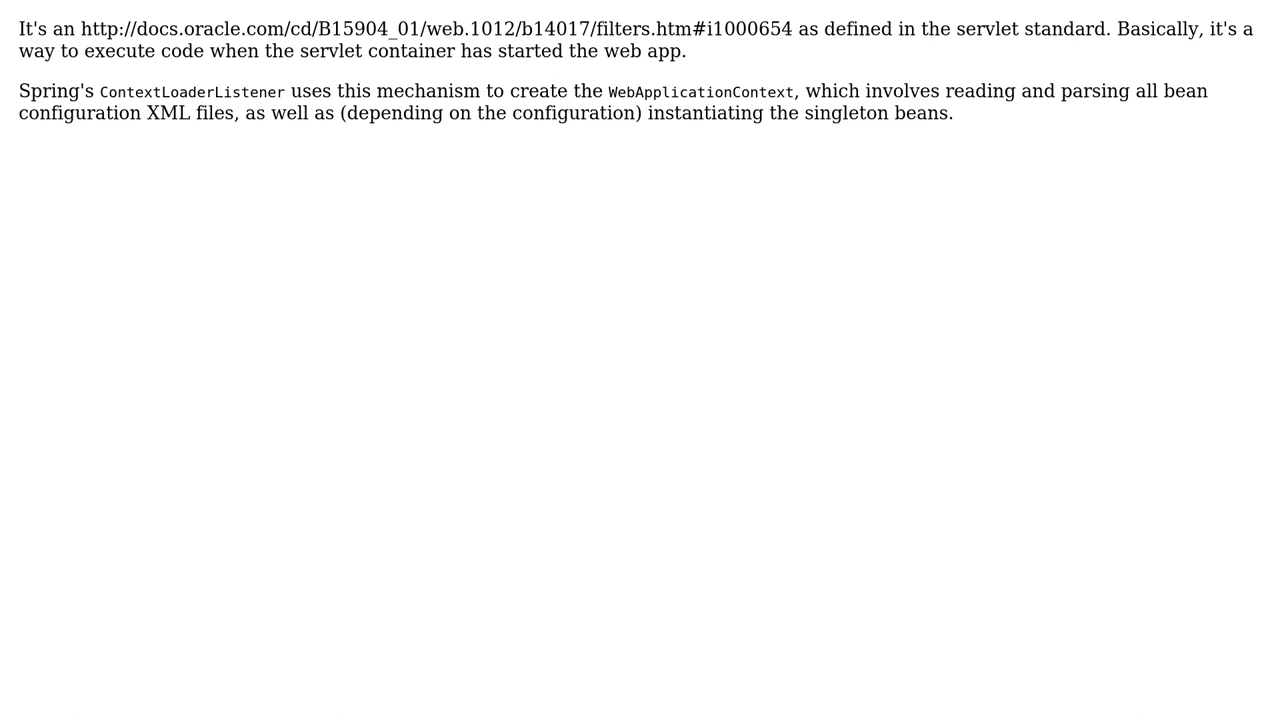 It's an http://docs.oracle.com/cd/B15904_01/web.1012/b14017/filters.htm#i1000654 as defined in the servlet standard. Basically, it's a
way to execute code when the servlet container has started the web app.
Spring's ContextLoaderListener uses this mechanism to create the WebApplicationContext, which involves reading and parsing all bean
configuration XML files, as well as (depending on the configuration) instantiating the singleton beans.